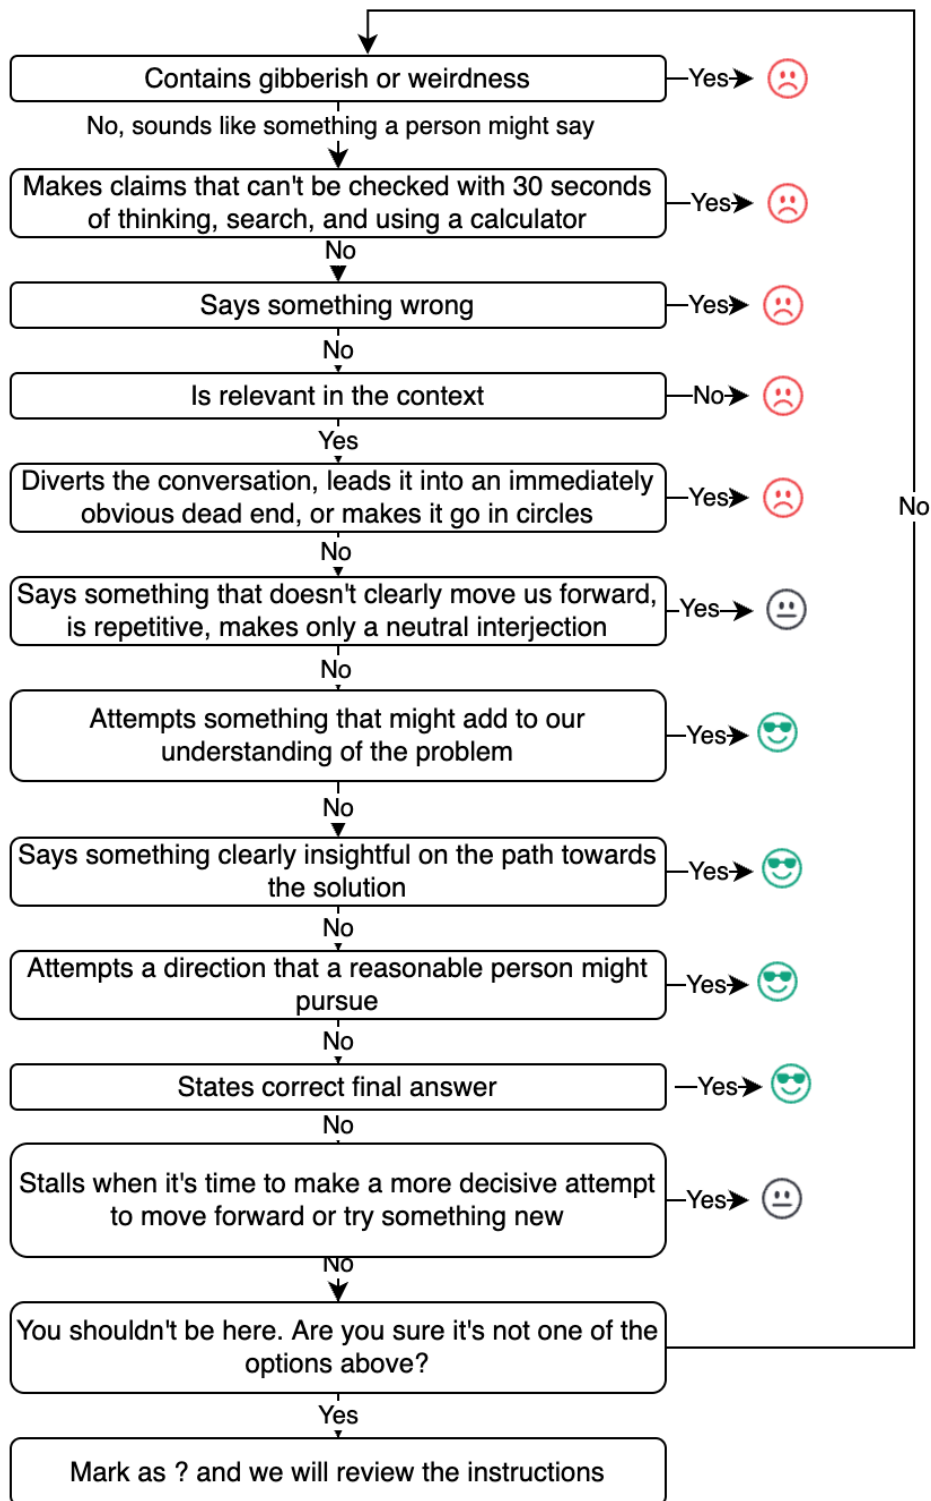 Contains gibberish or weirdness
Yes
No, sounds like something a person might say
Makes claims that can't be checked with 30 seconds
of thinking, search, and using a calculator
Yes
No
Says something wrong
Yes
No
Is relevant in the context
No
Yes
Diverts the conversation, leads it into an immediately
obvious dead end, or makes it go in circles
Yes
No
No
Says something that doesn't clearly move us forward,
is repetitive, makes only a neutral interjection
Yes
No
Attempts something that might add to our
understanding of the problem
Yes
No
Says something clearly insightful on the path towards
the solution
Yes
No
Attempts a direction that a reasonable person might
pursue
Yes
No
States correct final answer
Yes
No
Stalls when it's time to make a more decisive attempt
to move forward or try something new
Yes
No
You shouldn't be here. Are you sure it's not one of the
options above?
Yes
Mark as ? and we will review the instructions